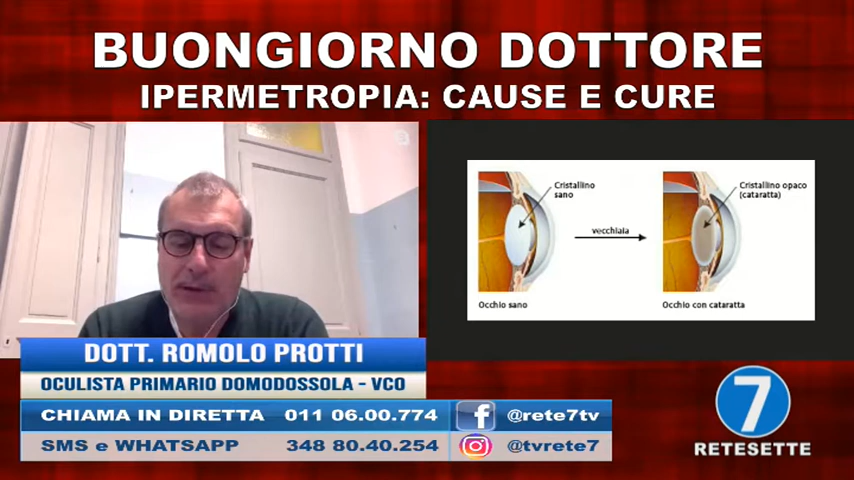 BUONGIORNO DOTTORE
IPERMETROPIA: CAUSE E CURE
Cristallino
sano
Cristallino opaco
(cataratta)
vecchiaia
Occhio sano
Occhio con cataratta
DOTT. ROMOLO PROTTI
OCULISTA PRIMARIO DOMODOSSOLA - VCO
CHIAMA IN DIRETTA 011 06.00.774 @rete7tv
SMS e WHATSAPP 348 80.40.254 @tvrete7
7
RETESETTE